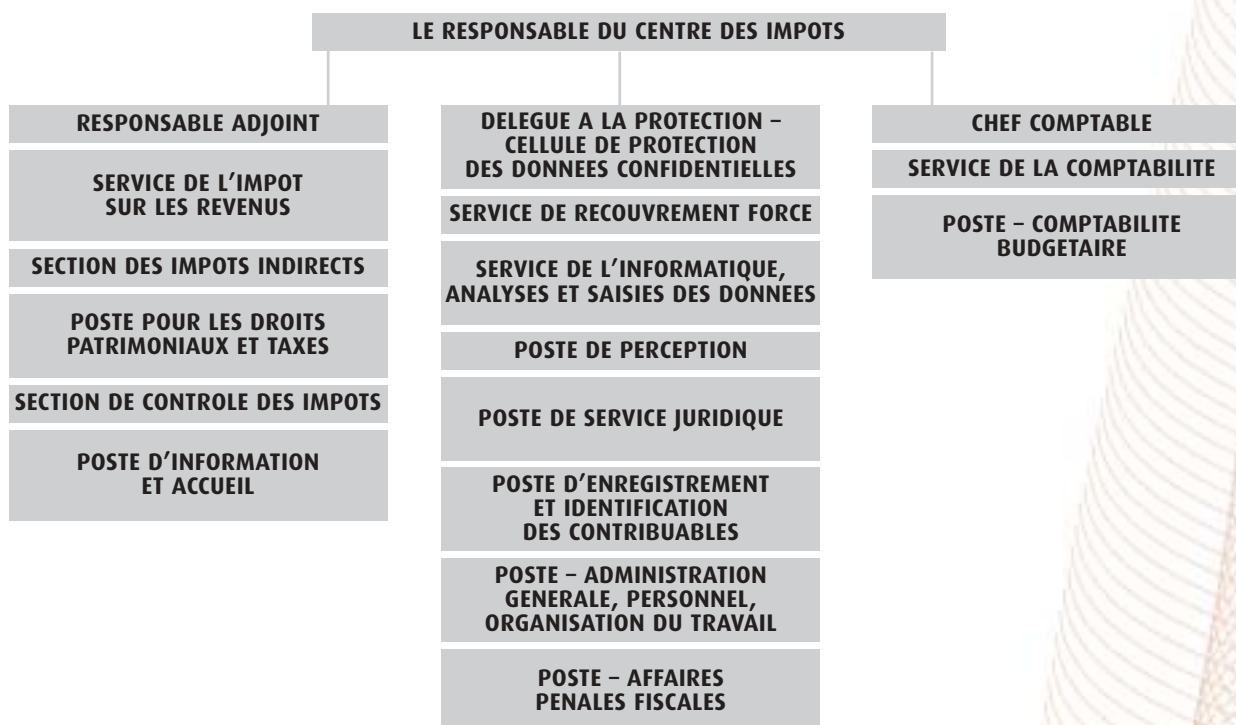 LE RESPONSABLE DU CENTRE DES IMPOTS
RESPONSABLE ADJOINT
SERVICE DE L'IMPOT
SUR LES REVENUS
SECTION DES IMPOTS INDIRECTS
POSTE POUR LES DROITS
PATRIMONIAUX ET TAXES
SECTION DE CONTROLE DES IMPOTS
POSTE D'INFORMATION
ET ACCUEIL
DELEGUE A LA PROTECTION –
CELLULE DE PROTECTION
DES DONNEES CONFIDENTIELLES
SERVICE DE RECOUVREMENT FORCE
SERVICE DE L'INFORMATIQUE,
ANALYSES ET SAISIES DES DONNEES
POSTE DE PERCEPTION
POSTE DE SERVICE JURIDIQUE
POSTE D'ENREGISTREMENT
ET IDENTIFICATION
DES CONTRIBUABLES
POSTE – ADMINISTRATION
GENERALE, PERSONNEL,
ORGANISATION DU TRAVAIL
POSTE – AFFAIRES
PENALES FISCALES
CHEF COMPTABLE
SERVICE DE LA COMPTABILITE
POSTE – COMPTABILITE
BUDGETAIRE